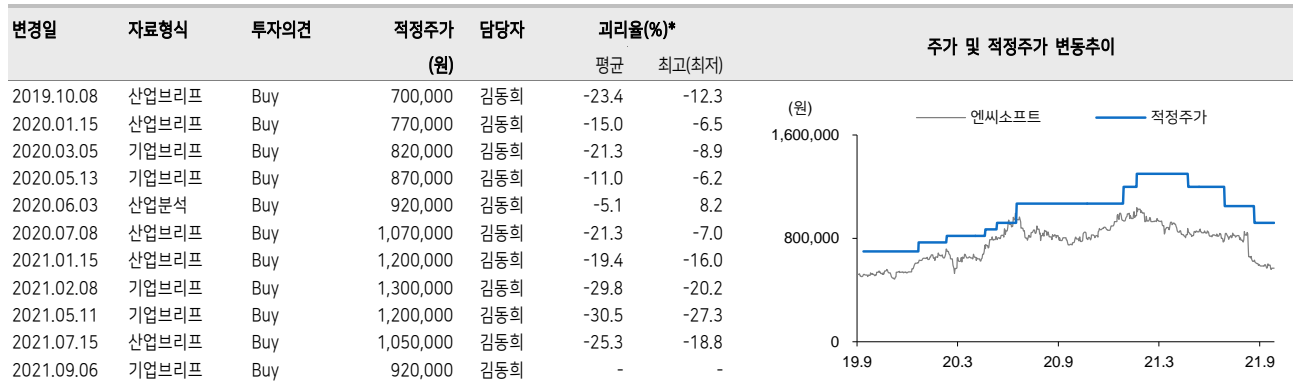 변경일 자료형식 투자의견 적정주가 담당자 괴리율(%)*
(원) 평균 최고(최저)
2019.10.08 산업브리프 Buy 700,000 김동희 -23.4 -12.3
2020.01.15 산업브리프 Buy 770,000 김동희 -15.0 -6.5
2020.03.05 기업브리프 Buy 820,000 김동희 -21.3 -8.9
2020.05.13 기업브리프 Buy 870,000 김동희 -11.0 -6.2
2020.06.03 산업분석 Buy 920,000 김동희 -5.1 8.2
2020.07.08 산업브리프 Buy 1,070,000 김동희 -21.3 -7.0
2021.01.15 산업브리프 Buy 1,200,000 김동희 -19.4 -16.0
2021.02.08 기업브리프 Buy 1,300,000 김동희 -29.8 -20.2
2021.05.11 기업브리프 Buy 1,200,000 김동희 -30.5 -27.3
2021.07.15 산업브리프 Buy 1,050,000 김동희 -25.3 -18.8
2021.09.06 기업브리프 Buy 920,000 김동희 - -
주가 및 적정주가 변동추이
(원)
엔씨소프트 적정주가
1,600,000
800,000
0
19.9 20.3 20.9 21.3 21.9